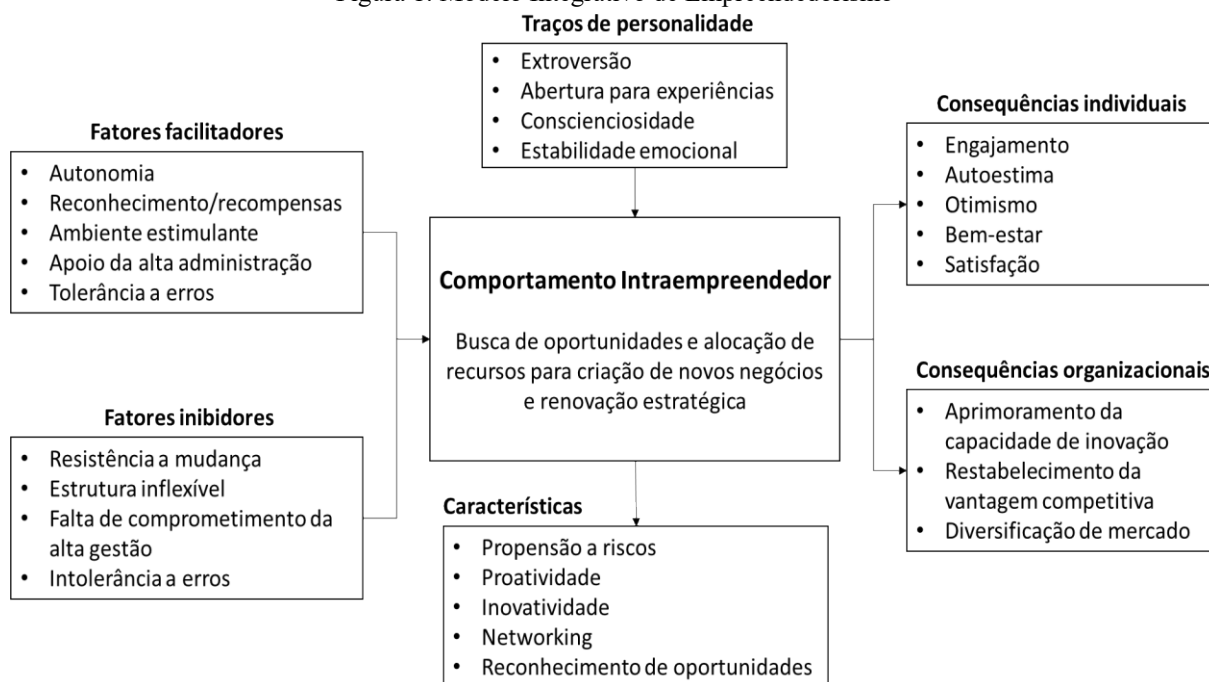 Traços de personalidade
• Extroversão
• Abertura para experiências
• Conscienciosidade
• Estabilidade emocional
Fatores facilitadores
• Autonomia
• Reconhecimento/recompensas
• Ambiente estimulante
• Apoio da alta administração
• Tolerância a erros
Fatores inibidores
• Resistência a mudança
• Estrutura inflexível
• Falta de comprometimento da
alta gestão
• Intolerância a erros
Comportamento Intraempreendedor
Busca de oportunidades e alocação de
recursos para criação de novos negócios
e renovação estratégica
Características
• Propensão a riscos
• Proatividade
• Inovatividade
• Networking
• Reconhecimento de oportunidades
Consequências individuais
• Engajamento
• Autoestima
• Otimismo
• Bem-estar
• Satisfação
Consequências organizacionais
• Aprimoramento da
capacidade de inovação
• Restabelecimento da
vantagem competitiva
• Diversificação de mercado